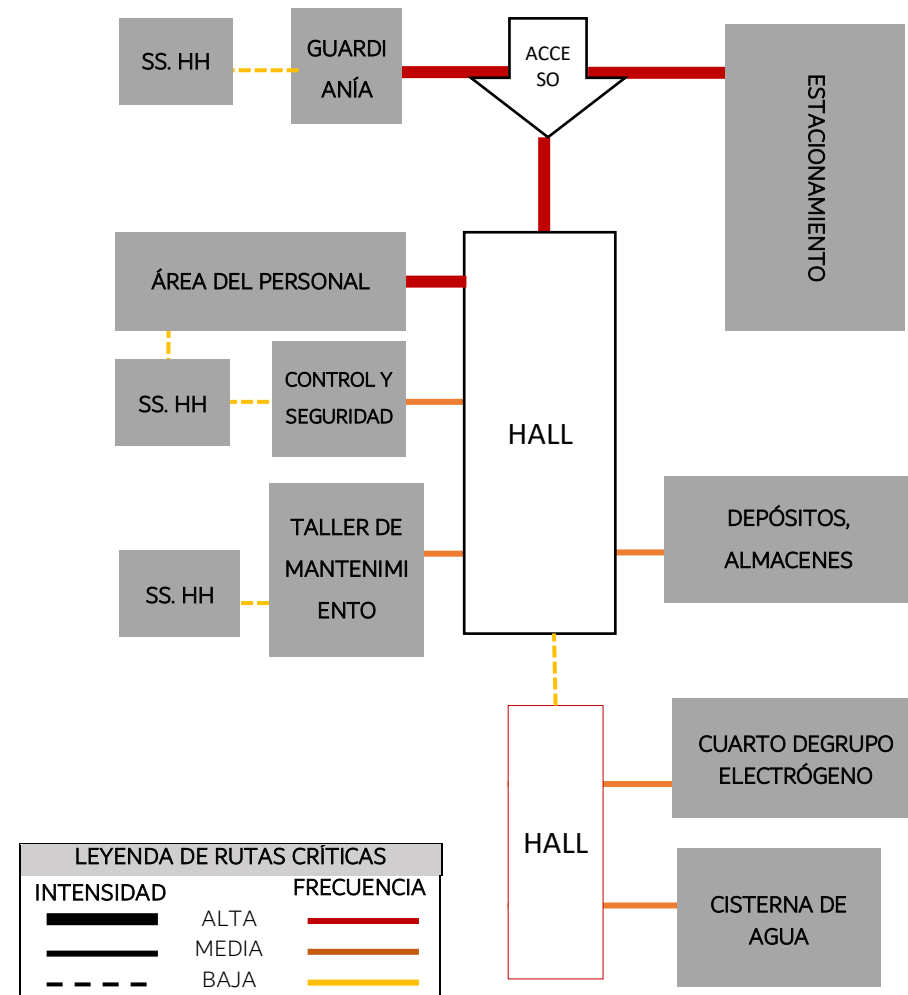 SS. HH
GUARDI
ANÍA
ACCE
SO
ESTACIONAMIENTO
ÁREA DEL PERSONAL
SS. HH
CONTROL Y
SEGURIDAD
HALL
TALLER DE
MANTENIMI
ENTO
SS. HH
DEPÓSITOS,
ALMACENES
CUARTO DEGRUPO
ELECTRÓGENO
HALL
CISTERNA DE
AGUA
LEYENDA DE RUTAS CRÍTICAS
INTENSIDAD FRECUENCIA
ALTA
MEDIA
BAJA